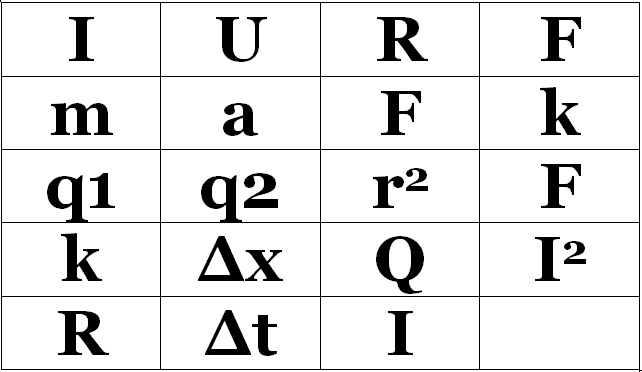 I U R F
m a F k
q1 q2 r²  F
k Δx Q I²
R Δt I